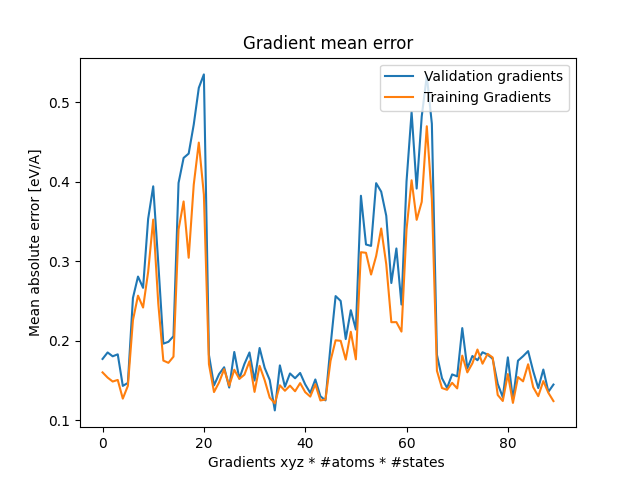 Gradient mean error
Validation gradients
Training Gradients
Mean absolute error [eV/A]
0.5
0.4
0.3
0.2
0.1
0 20 40 60 80
Gradients xyz * #atoms * #states